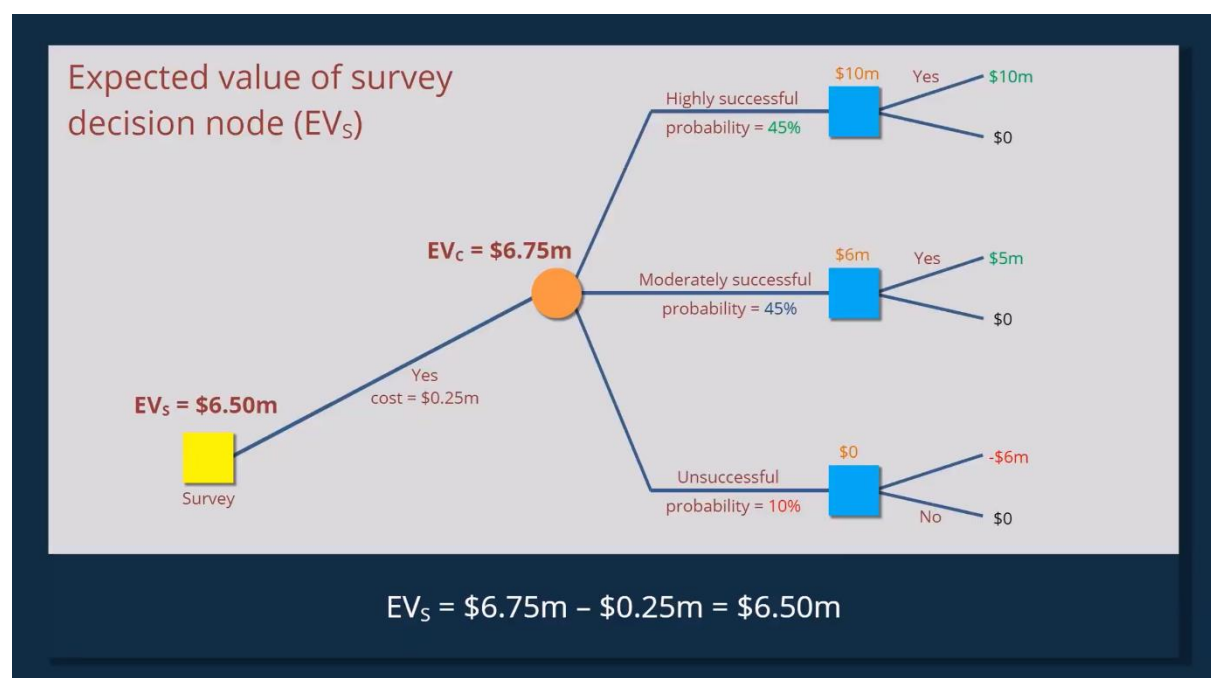 Expected value of survey
decision node (EVₛ)
$10m
Yes
$10m
Highly successful
probability = 45%
$0
EV꜀ = $6.75m
$6m
Yes
$5m
Moderately successful
probability = 45%
$0
Yes
cost = $0.25m
EVₛ = $6.50m
Survey
$0
-$6m
Unsuccessful
probability = 10%
No
$0
EVₛ = $6.75m – $0.25m = $6.50m